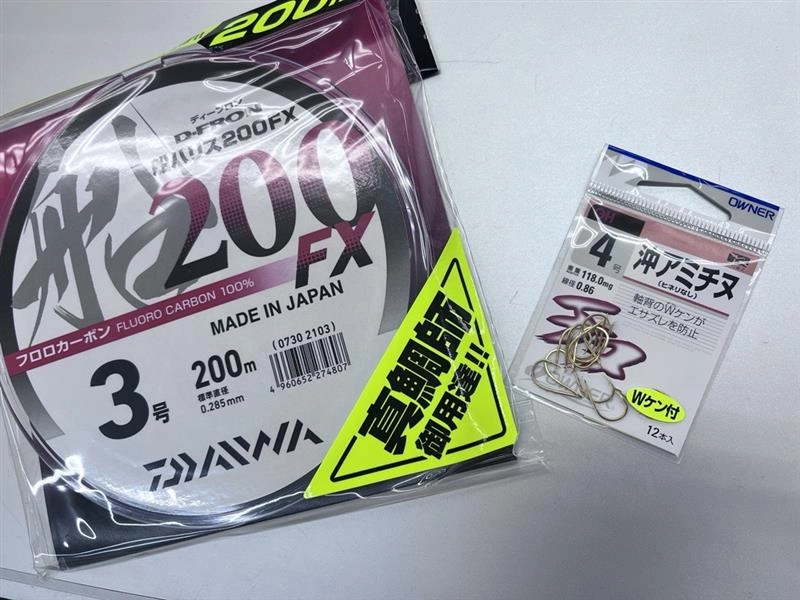 200
ディーフロン
D-FRON
船ハリス200FX
船
200
FX
フロロカーボン FLUORO CARBON 100%
MADE IN JAPAN
3号
200m
標準直径
0.285mm
(0730 2103)
4 960652 274807
DAIWA
真鯛師
御用達!!
OWNER
OH
4号
沖アミチヌ
(ヒネリなし)
重量 118.0mg
線径 0.86
軸背のWケンが
エサズレを防止
Wケン付
12本入